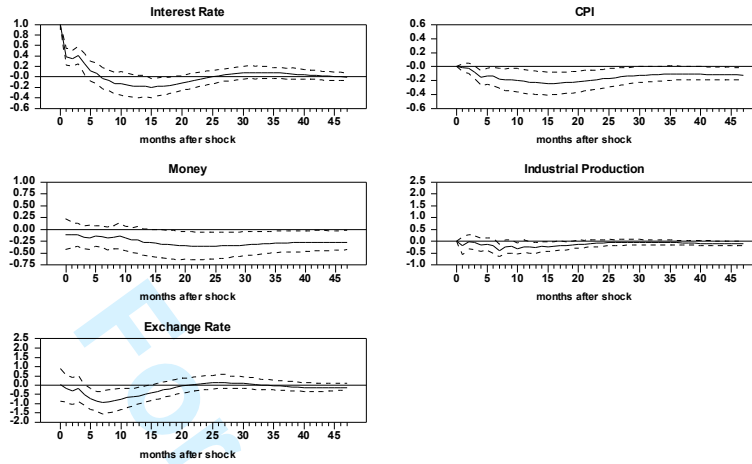 Interest Rate
1.0
0.8
0.6
0.4
0.2
-0.0
-0.2
-0.4
-0.6
0 5 10 15 20 25 30 35 40 45
months after shock
CPI
0.6
0.4
0.2
-0.0
-0.2
-0.4
-0.6
0 5 10 15 20 25 30 35 40 45
months after shock
Money
1.00
0.75
0.50
0.25
0.00
-0.25
-0.50
-0.75
0 5 10 15 20 25 30 35 40 45
months after shock
Industrial Production
2.5
2.0
1.5
1.0
0.5
-0.0
-0.5
-1.0
0 5 10 15 20 25 30 35 40 45
months after shock
Exchange Rate
2.5
2.0
1.5
1.0
0.5
0.0
-0.5
-1.0
-1.5
-2.0
0 5 10 15 20 25 30 35 40 45
months after shock
For